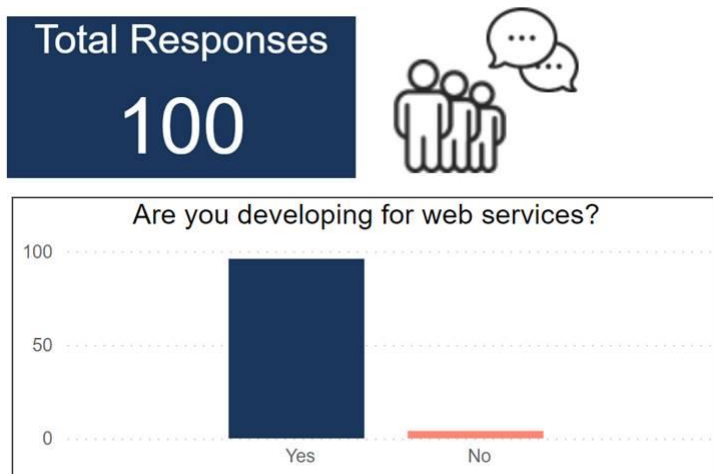 Total Responses
100
Are you developing for web services?
100
50
0
Yes
No